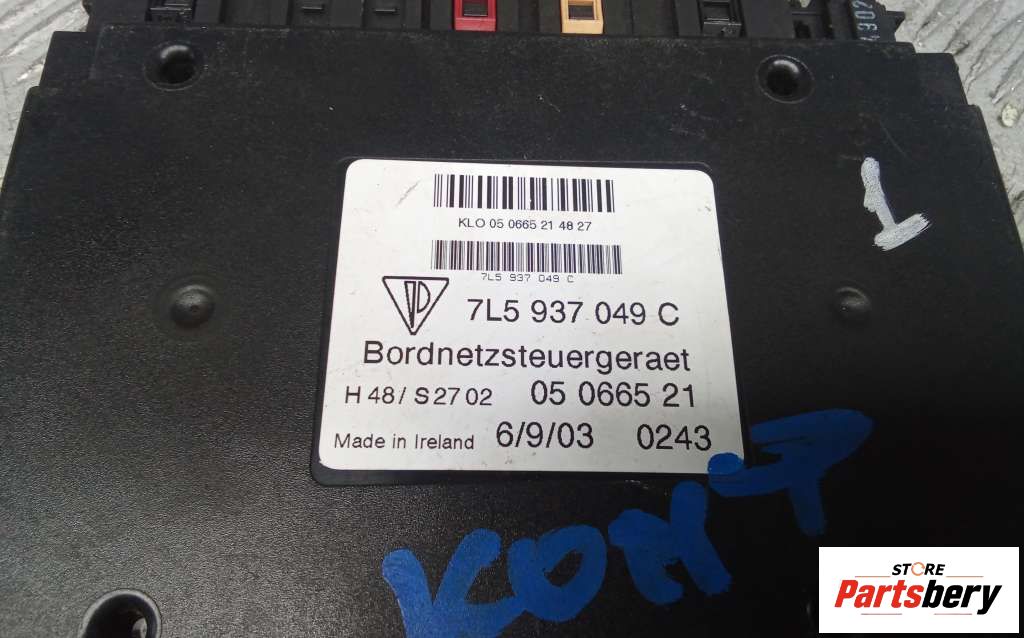 KLO 05 0665 21 48 27
7L5 937 049 C
7L5 937 049 C
Bordnetzsteuergeraet
H 48/ S27 02 05 0665 21
Made in Ireland 6/9/03 0243
1
STORE
Partsbery